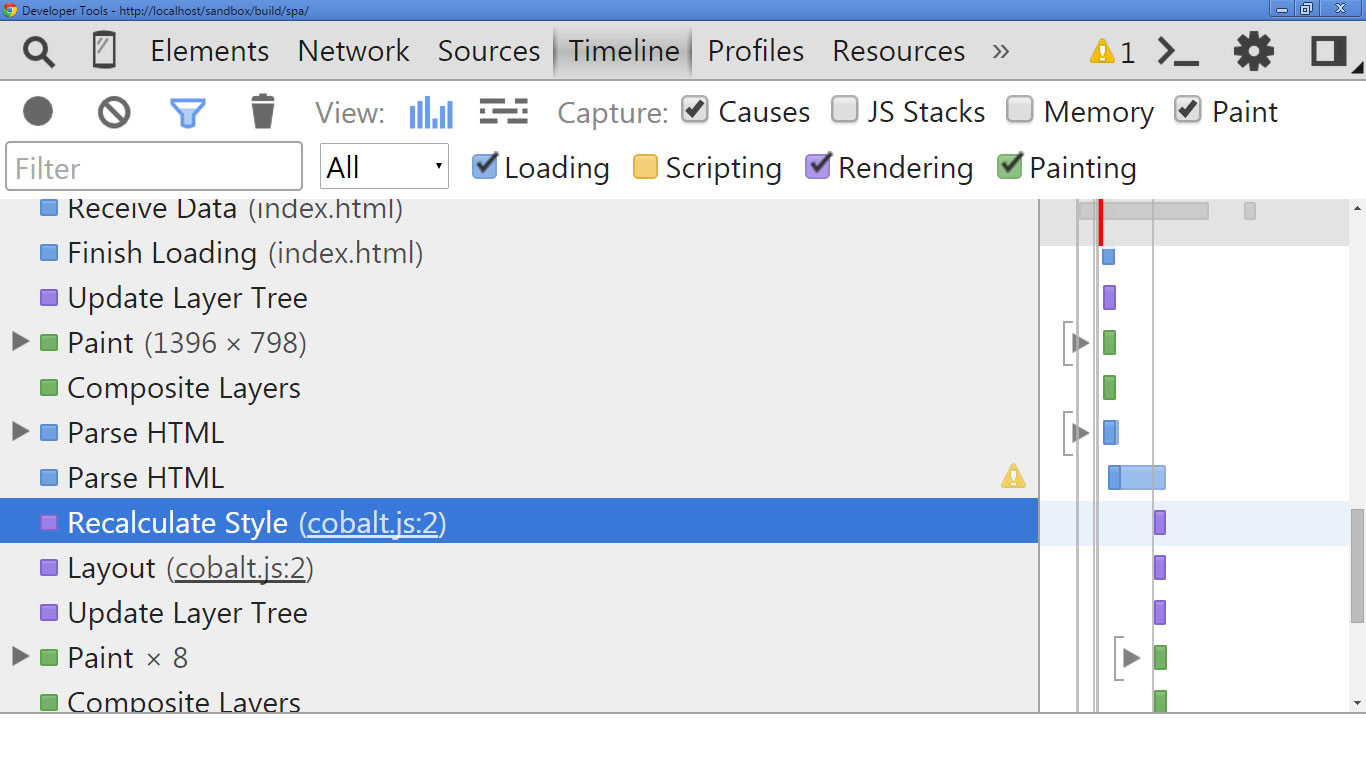 Developer Tools - http://localhost/sandbox/build/spa/
Elements Network Sources Timeline Profiles Resources » 1
View: Capture: Causes JS Stacks Memory Paint
Filter All Loading Scripting Rendering Painting
Receive Data (index.html)
Finish Loading (index.html)
Update Layer Tree
Paint (1396 × 798)
Composite Layers
Parse HTML
Parse HTML
Recalculate Style (cobalt.js:2)
Layout (cobalt.js:2)
Update Layer Tree
Paint × 8
Composite Layers